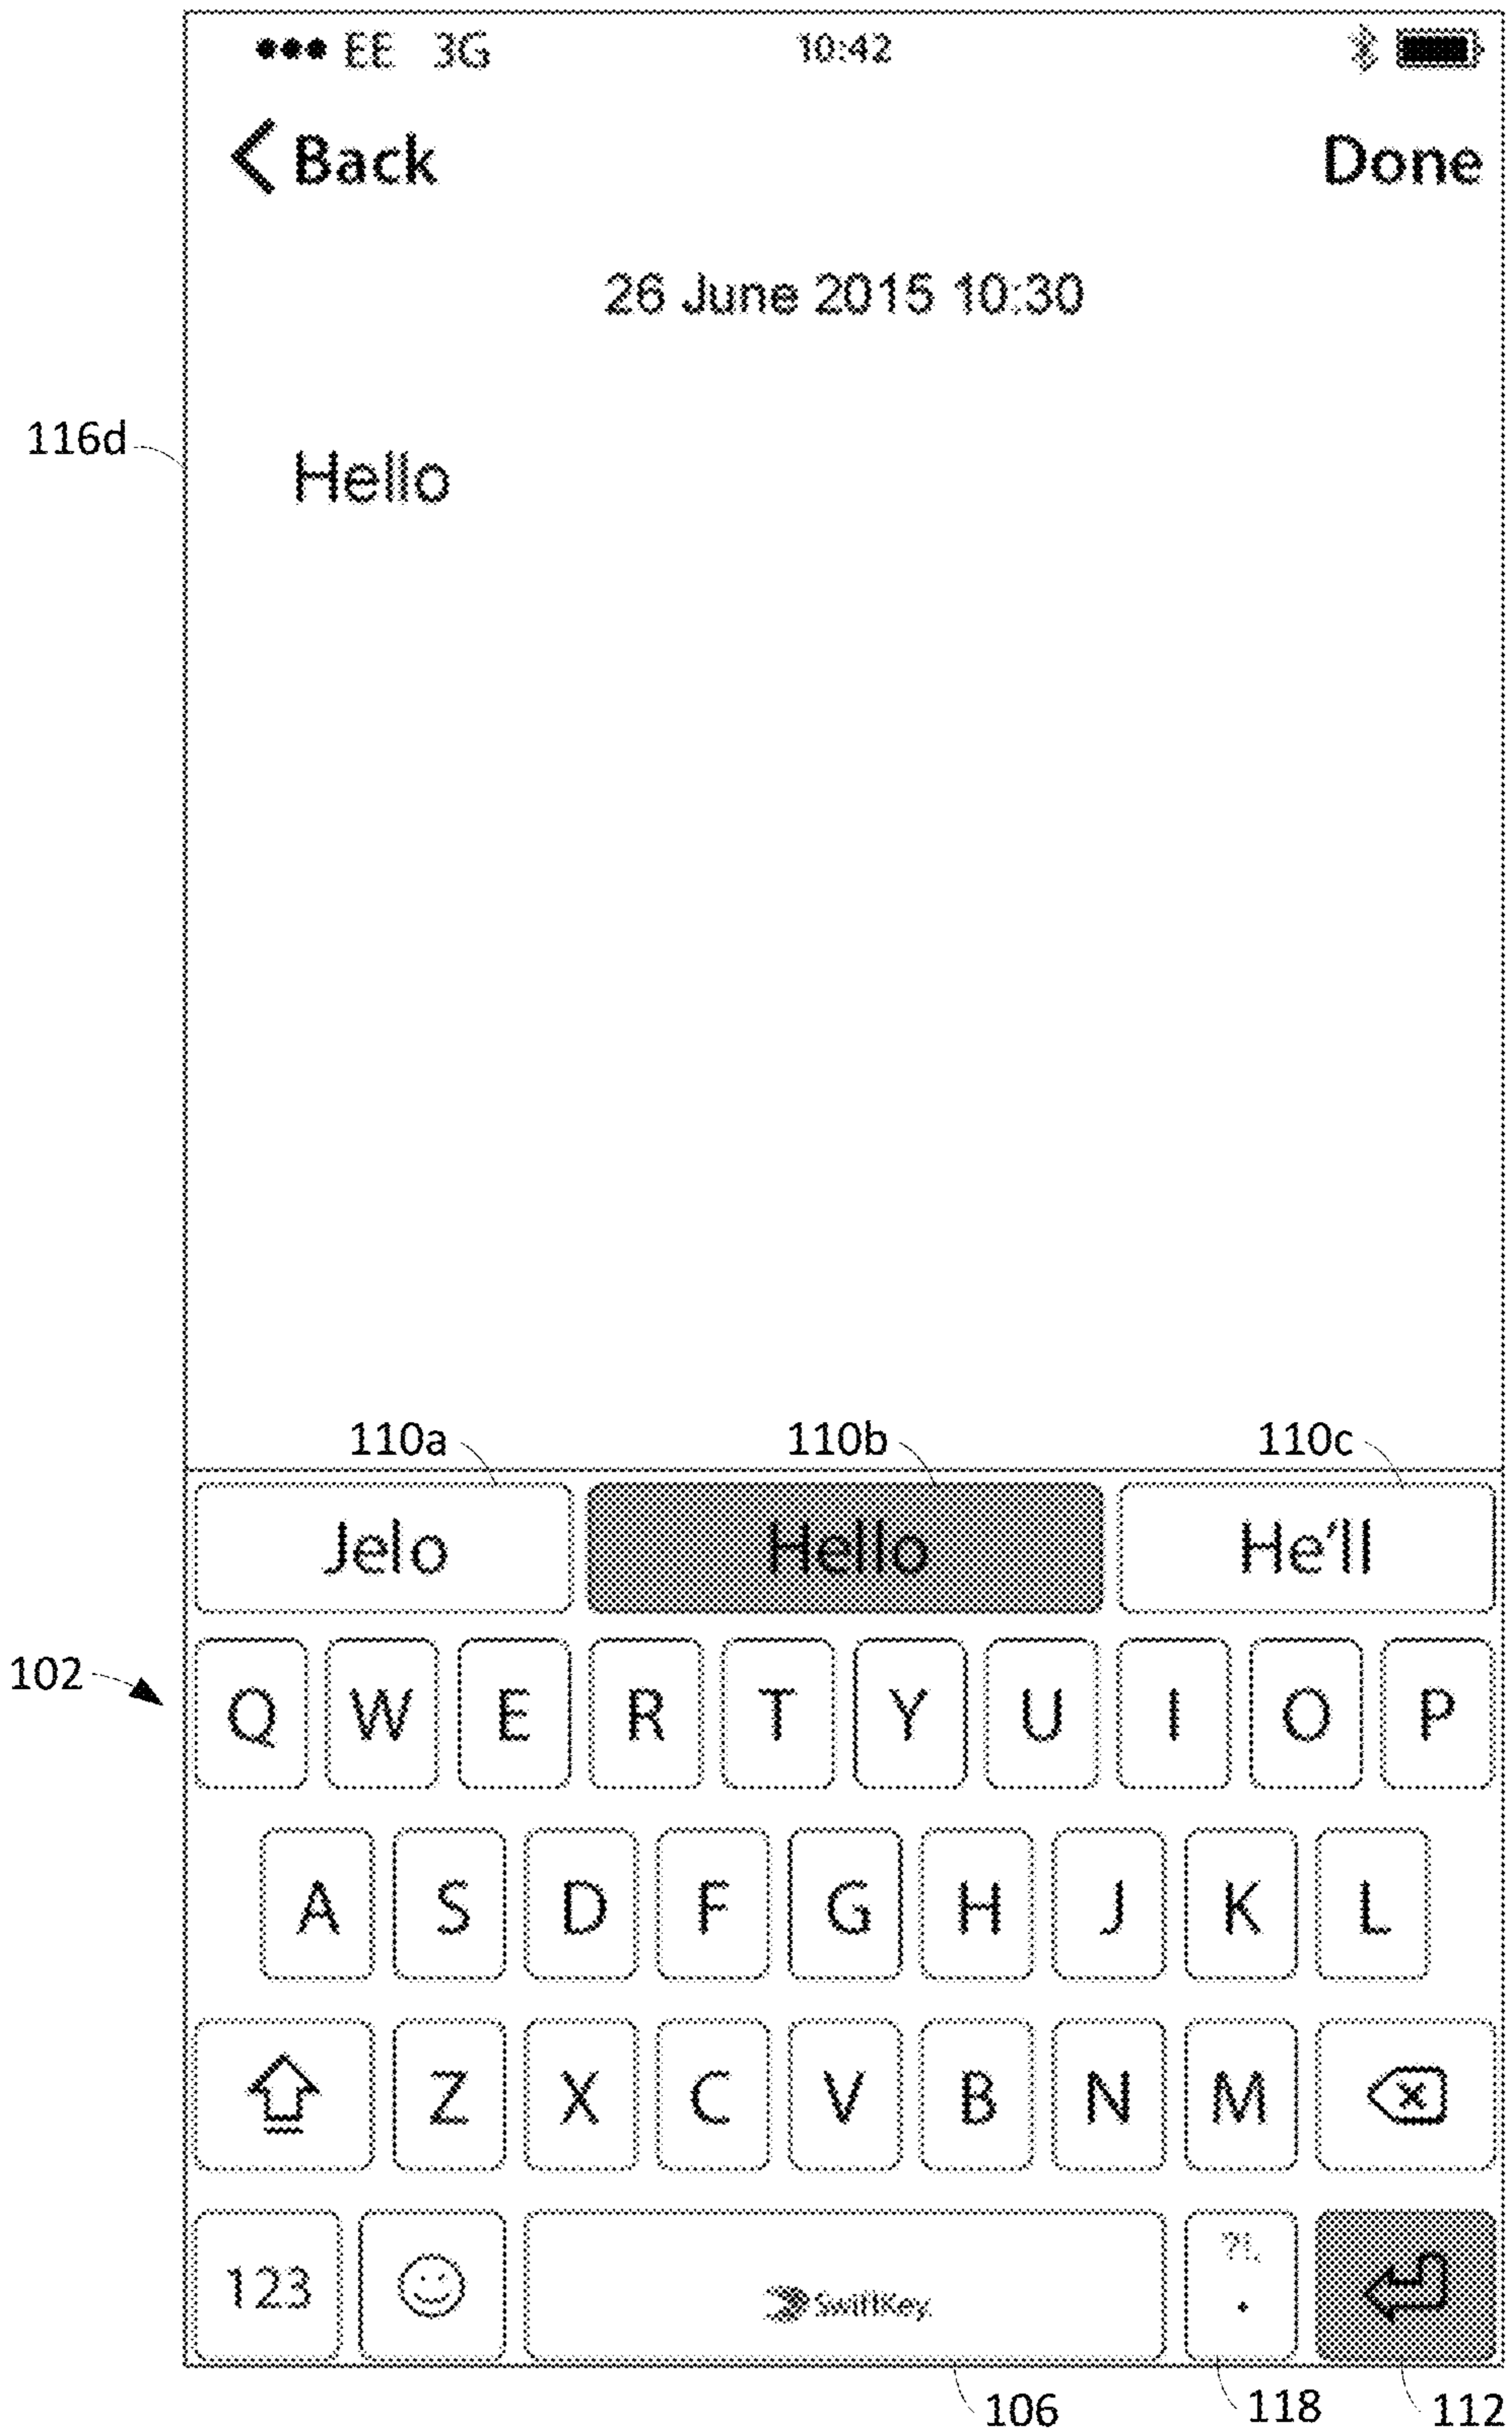 ●●● EE 3G 10:42
< Back Done
26 June 2015 10:30
116d
Hello
110a 110b 110c
Jelo Hello He'll
102
Q W E R T Y U I O P
A S D F G H J K L
Z X C V B N M
123 SwiftKey ?!, .
106 118 112